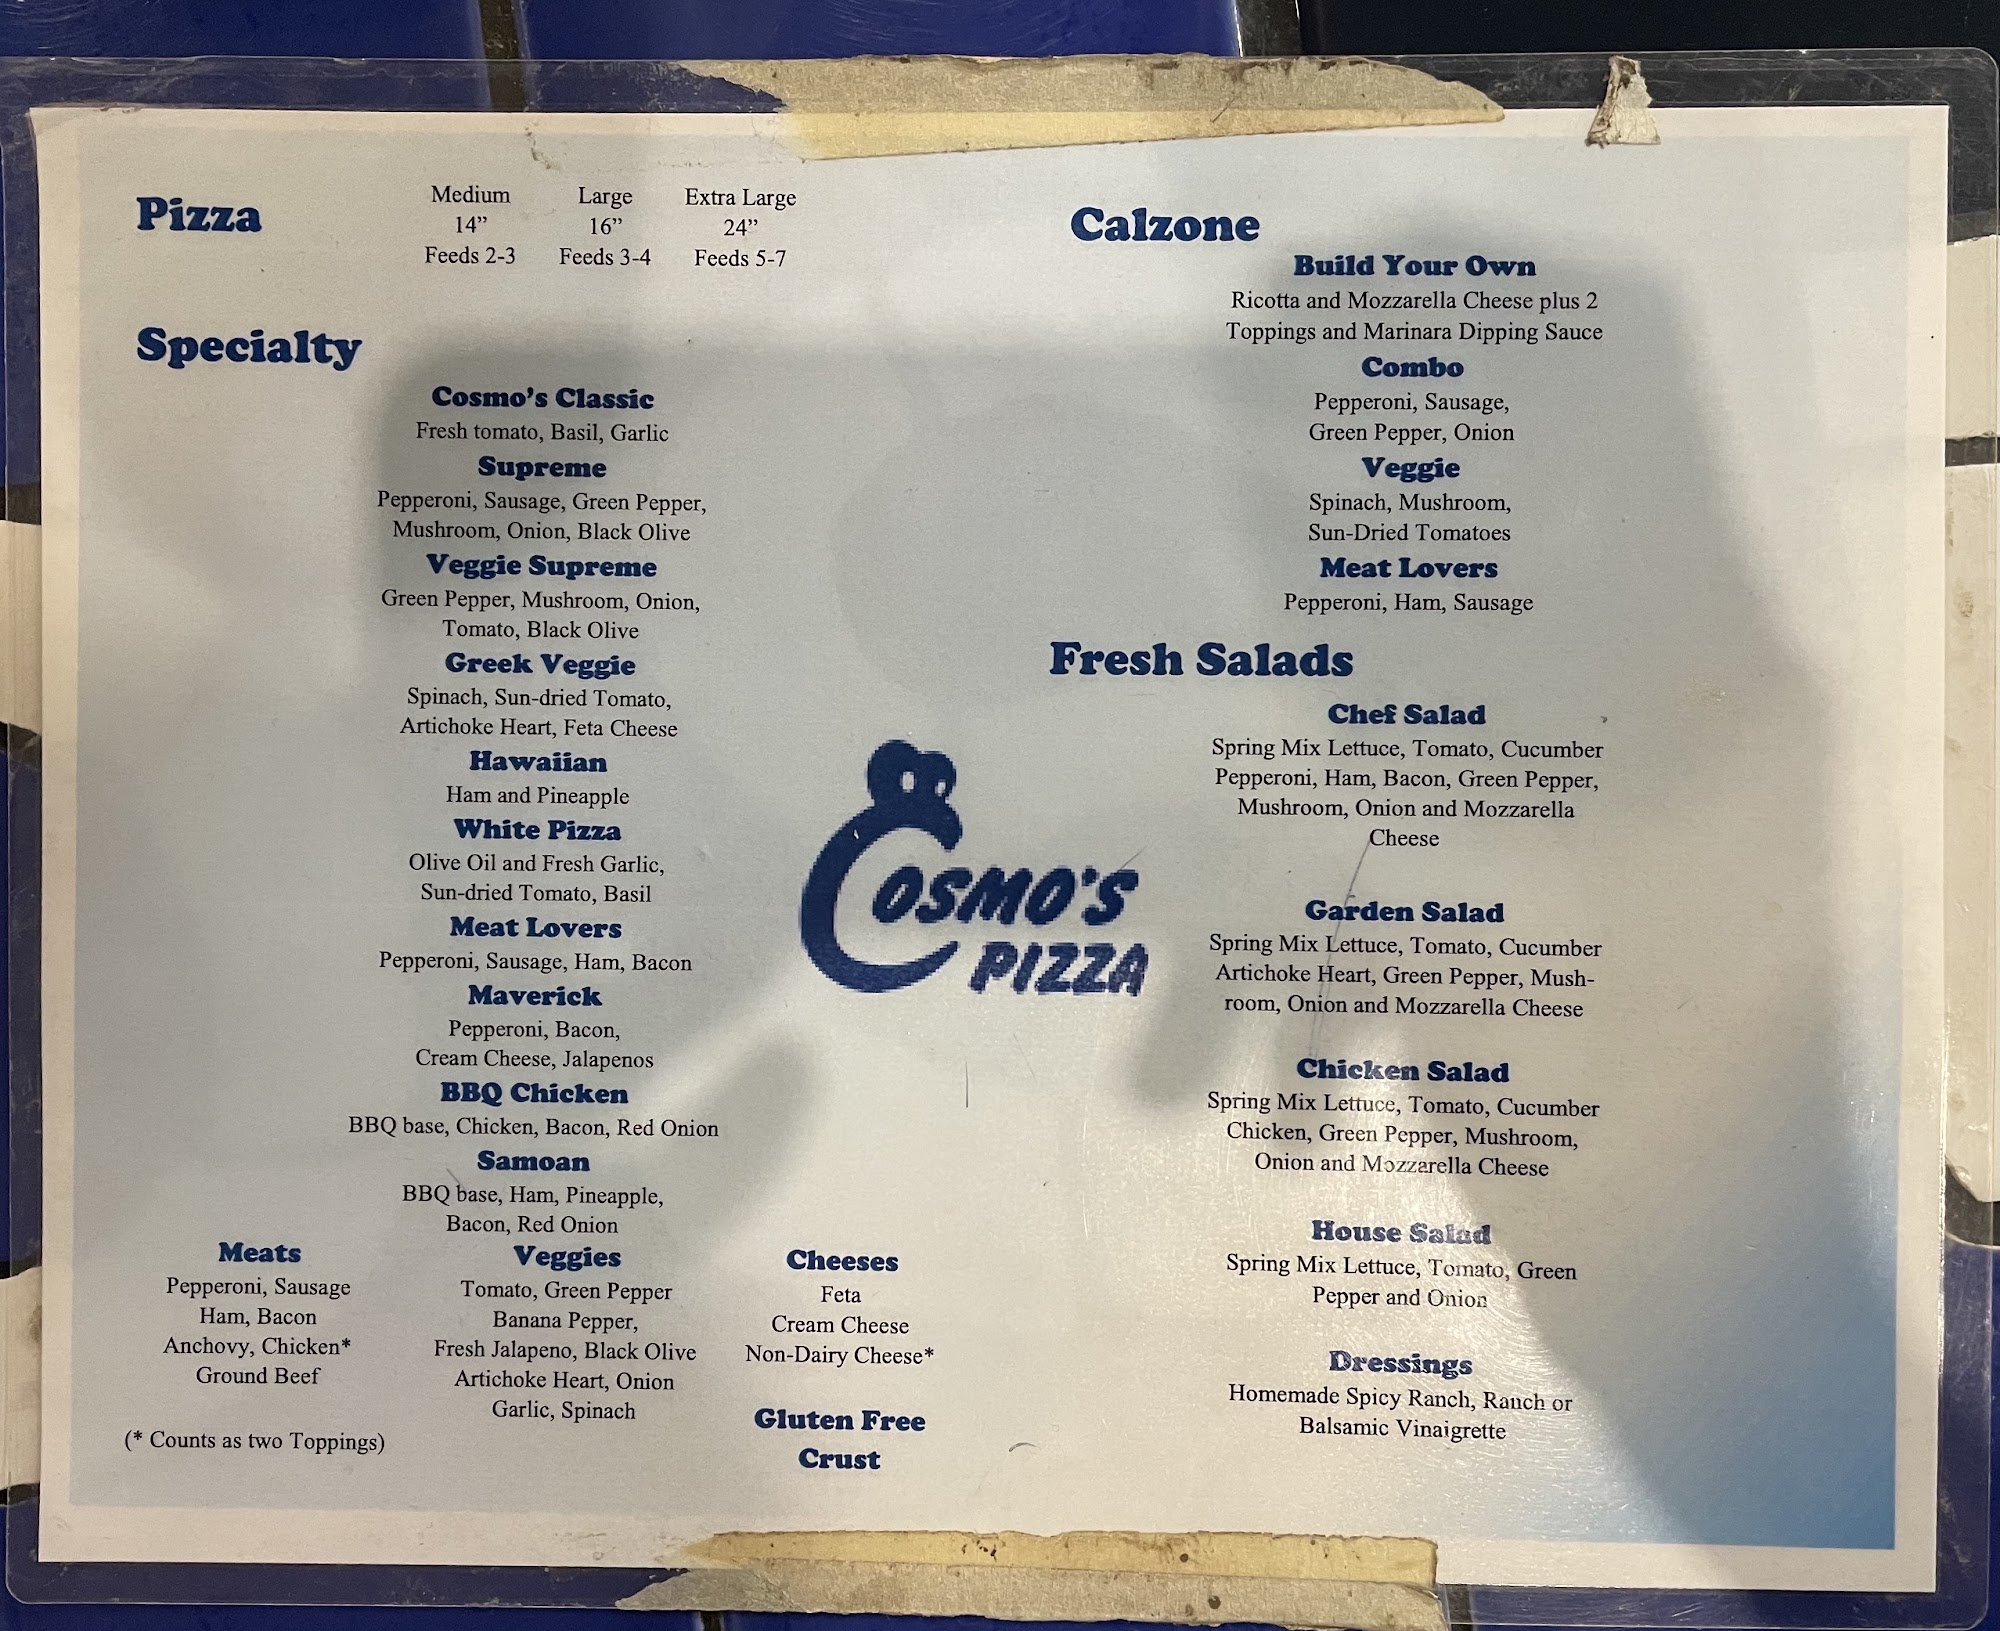 Pizza
Medium
14”
Feeds 2-3
Large
16”
Feeds 3-4
Extra Large
24”
Feeds 5-7
Specialty
Cosmo’s Classic
Fresh tomato, Basil, Garlic
Supreme
Pepperoni, Sausage, Green Pepper,
Mushroom, Onion, Black Olive
Veggie Supreme
Green Pepper, Mushroom, Onion,
Tomato, Black Olive
Greek Veggie
Spinach, Sun-dried Tomato,
Artichoke Heart, Feta Cheese
Hawaiian
Ham and Pineapple
White Pizza
Olive Oil and Fresh Garlic,
Sun-dried Tomato, Basil
Meat Lovers
Pepperoni, Sausage, Ham, Bacon
Maverick
Pepperoni, Bacon,
Cream Cheese, Jalapenos
BBQ Chicken
BBQ base, Chicken, Bacon, Red Onion
Samoan
BBQ base, Ham, Pineapple,
Bacon, Red Onion
Meats
Pepperoni, Sausage
Ham, Bacon
Anchovy, Chicken*
Ground Beef
(* Counts as two Toppings)
Veggies
Tomato, Green Pepper
Banana Pepper,
Fresh Jalapeno, Black Olive
Artichoke Heart, Onion
Garlic, Spinach
Cheeses
Feta
Cream Cheese
Non-Dairy Cheese*
Gluten Free
Crust
Cosmo's
Pizza
Calzone
Build Your Own
Ricotta and Mozzarella Cheese plus 2
Toppings and Marinara Dipping Sauce
Combo
Pepperoni, Sausage,
Green Pepper, Onion
Veggie
Spinach, Mushroom,
Sun-Dried Tomatoes
Meat Lovers
Pepperoni, Ham, Sausage
Fresh Salads
Chef Salad
Spring Mix Lettuce, Tomato, Cucumber
Pepperoni, Ham, Bacon, Green Pepper,
Mushroom, Onion and Mozzarella
Cheese
Garden Salad
Spring Mix Lettuce, Tomato, Cucumber
Artichoke Heart, Green Pepper, Mush-
room, Onion and Mozzarella Cheese
Chicken Salad
Spring Mix Lettuce, Tomato, Cucumber
Chicken, Green Pepper, Mushroom,
Onion and Mozzarella Cheese
House Salad
Spring Mix Lettuce, Tomato, Green
Pepper and Onion
Dressings
Homemade Spicy Ranch, Ranch or
Balsamic Vinaigrette